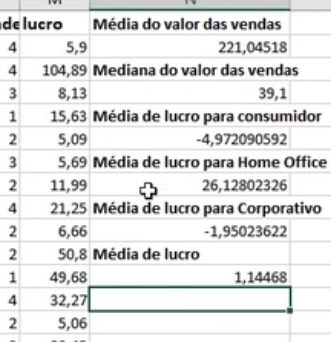 de lucro Média do valor das vendas
4 5,9 221,04518
4 104,89 Mediana do valor das vendas
3 8,13 39,1
1 15,63 Média de lucro para consumidor
2 5,09 -4,972090592
3 5,69 Média de lucro para Home Office
2 11,99 26,12802326
4 21,25 Média de lucro para Corporativo
2 6,66 -1,95023622
2 50,8 Média de lucro
1 49,68 1,14468
4 32,27
2 5,06